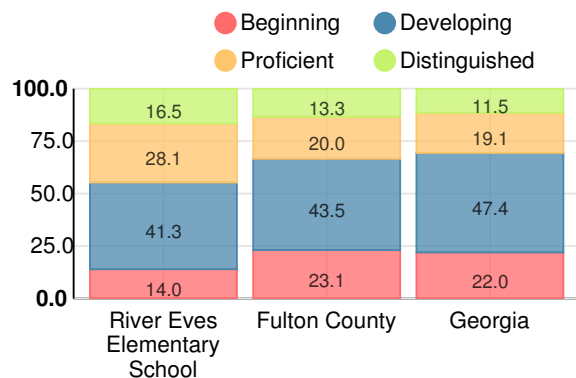 Beginning
Developing
Proficient
Distinguished
100.0
75.0
50.0
25.0
0.0
16.5
28.1
41.3
14.0
13.3
20.0
43.5
23.1
11.5
19.1
47.4
22.0
River Eves
Elementary
School
Fulton County
Georgia